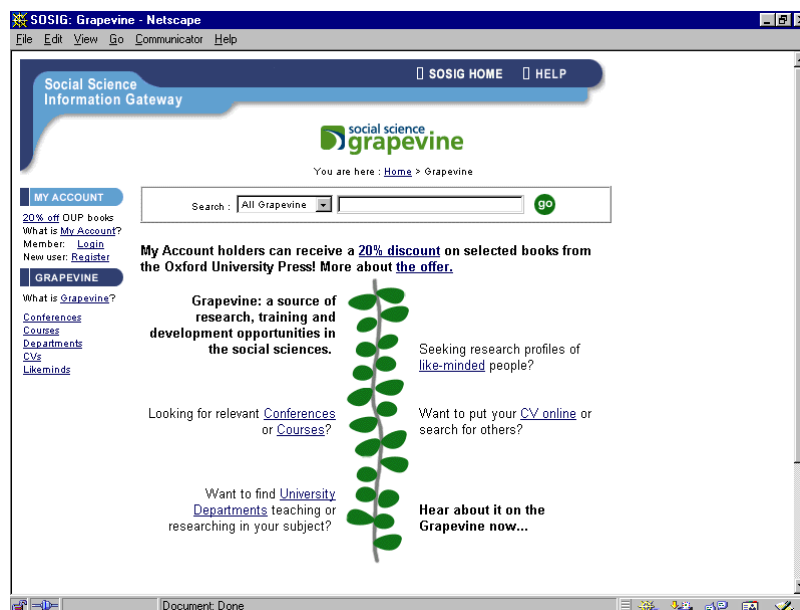 SOSIG: Grapevine - Netscape
File Edit View Go Communicator Help
SOSIG HOME HELP
Social Science
Information Gateway
social science
grapevine
You are here : Home > Grapevine
MY ACCOUNT
20% off OUP books
What is My Account?
Member: Login
New user: Register
GRAPEVINE
What is Grapevine?
Conferences
Courses
Departments
CVs
Likeminds
Search : All Grapevine go
My Account holders can receive a 20% discount on selected books from
the Oxford University Press! More about the offer.
Grapevine: a source of
research, training and
development opportunities in
the social sciences.
Seeking research profiles of
like-minded people?
Looking for relevant Conferences
or Courses?
Want to put your CV online or
search for others?
Want to find University
Departments teaching or
researching in your subject?
Hear about it on the
Grapevine now...
Document: Done